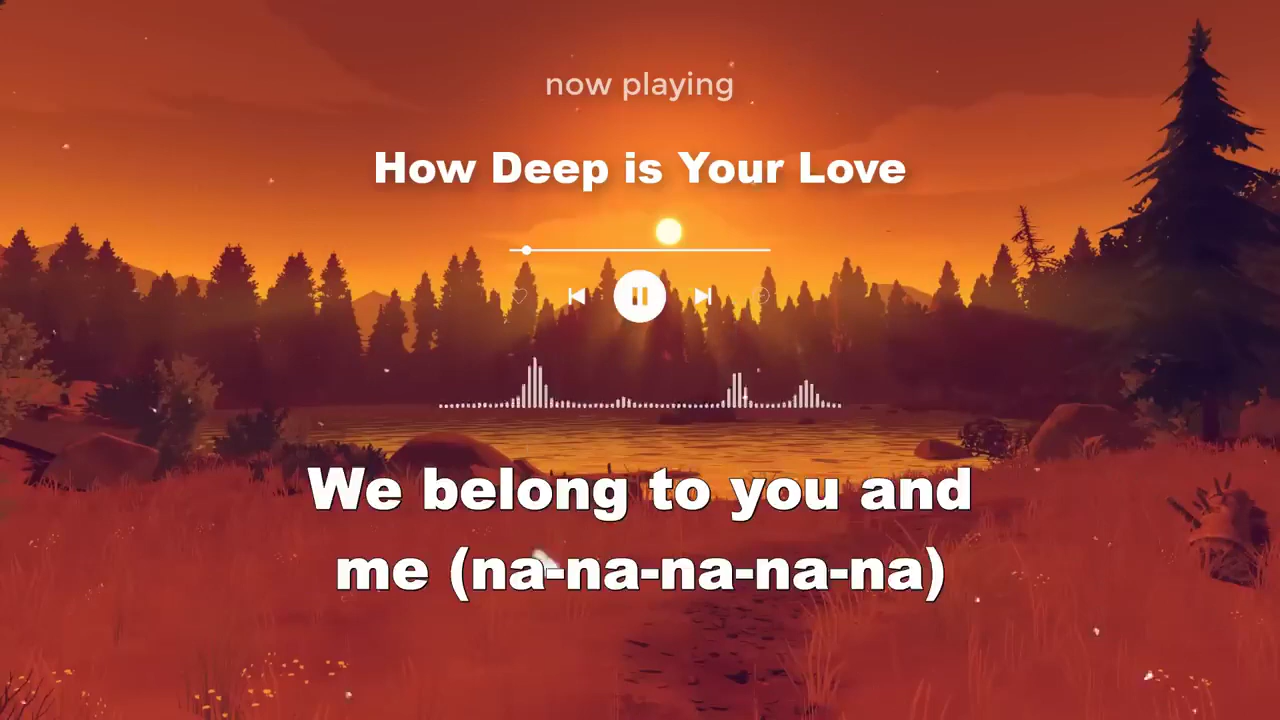 now playing
How Deep is Your Love
We belong to you and
me (na-na-na-na-na)